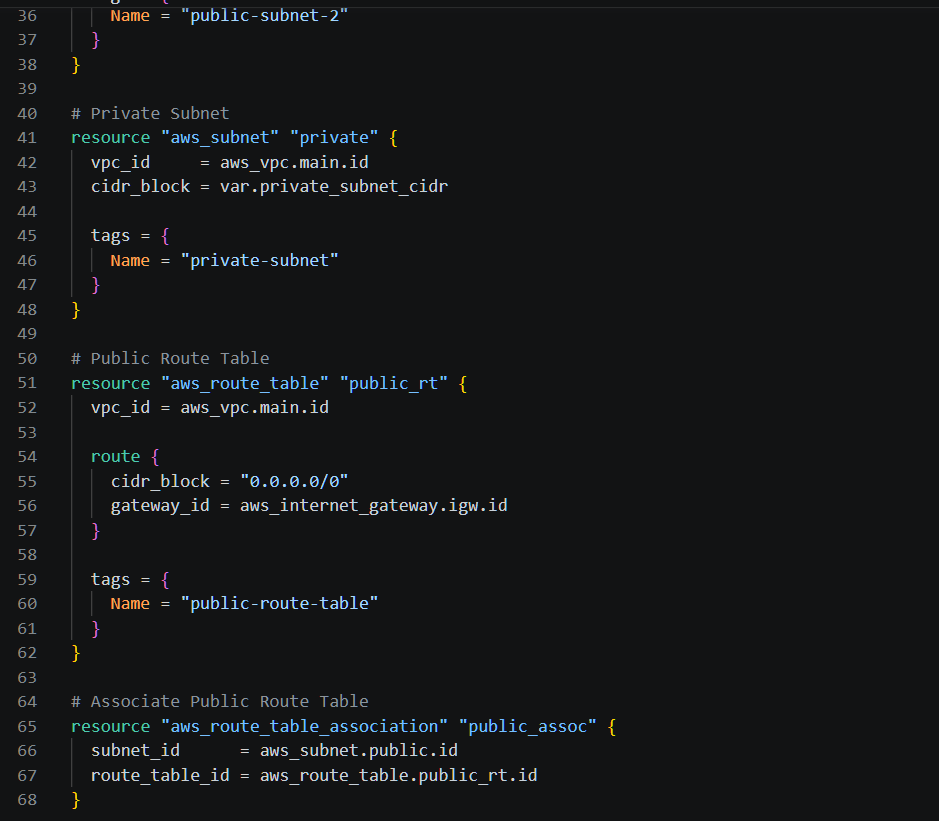 36 Name = "public-subnet-2"
37 }
38 }
39
40 # Private Subnet
41 resource "aws_subnet" "private" {
42 vpc_id     = aws_vpc.main.id
43 cidr_block = var.private_subnet_cidr
44
45 tags = {
46 Name = "private-subnet"
47 }
48 }
49
50 # Public Route Table
51 resource "aws_route_table" "public_rt" {
52 vpc_id = aws_vpc.main.id
53
54 route {
55 cidr_block = "0.0.0.0/0"
56 gateway_id = aws_internet_gateway.igw.id
57 }
58
59 tags = {
60 Name = "public-route-table"
61 }
62 }
63
64 # Associate Public Route Table
65 resource "aws_route_table_association" "public_assoc" {
66 subnet_id      = aws_subnet.public.id
67 route_table_id = aws_route_table.public_rt.id
68 }